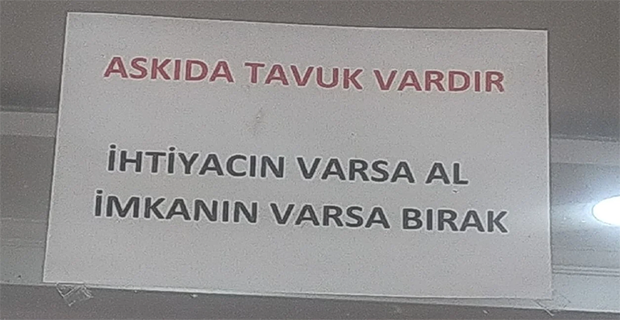 ASKIDA TAVUK VARDIR
İHTİYACIN VARSA AL
İMKANIN VARSA BIRAK